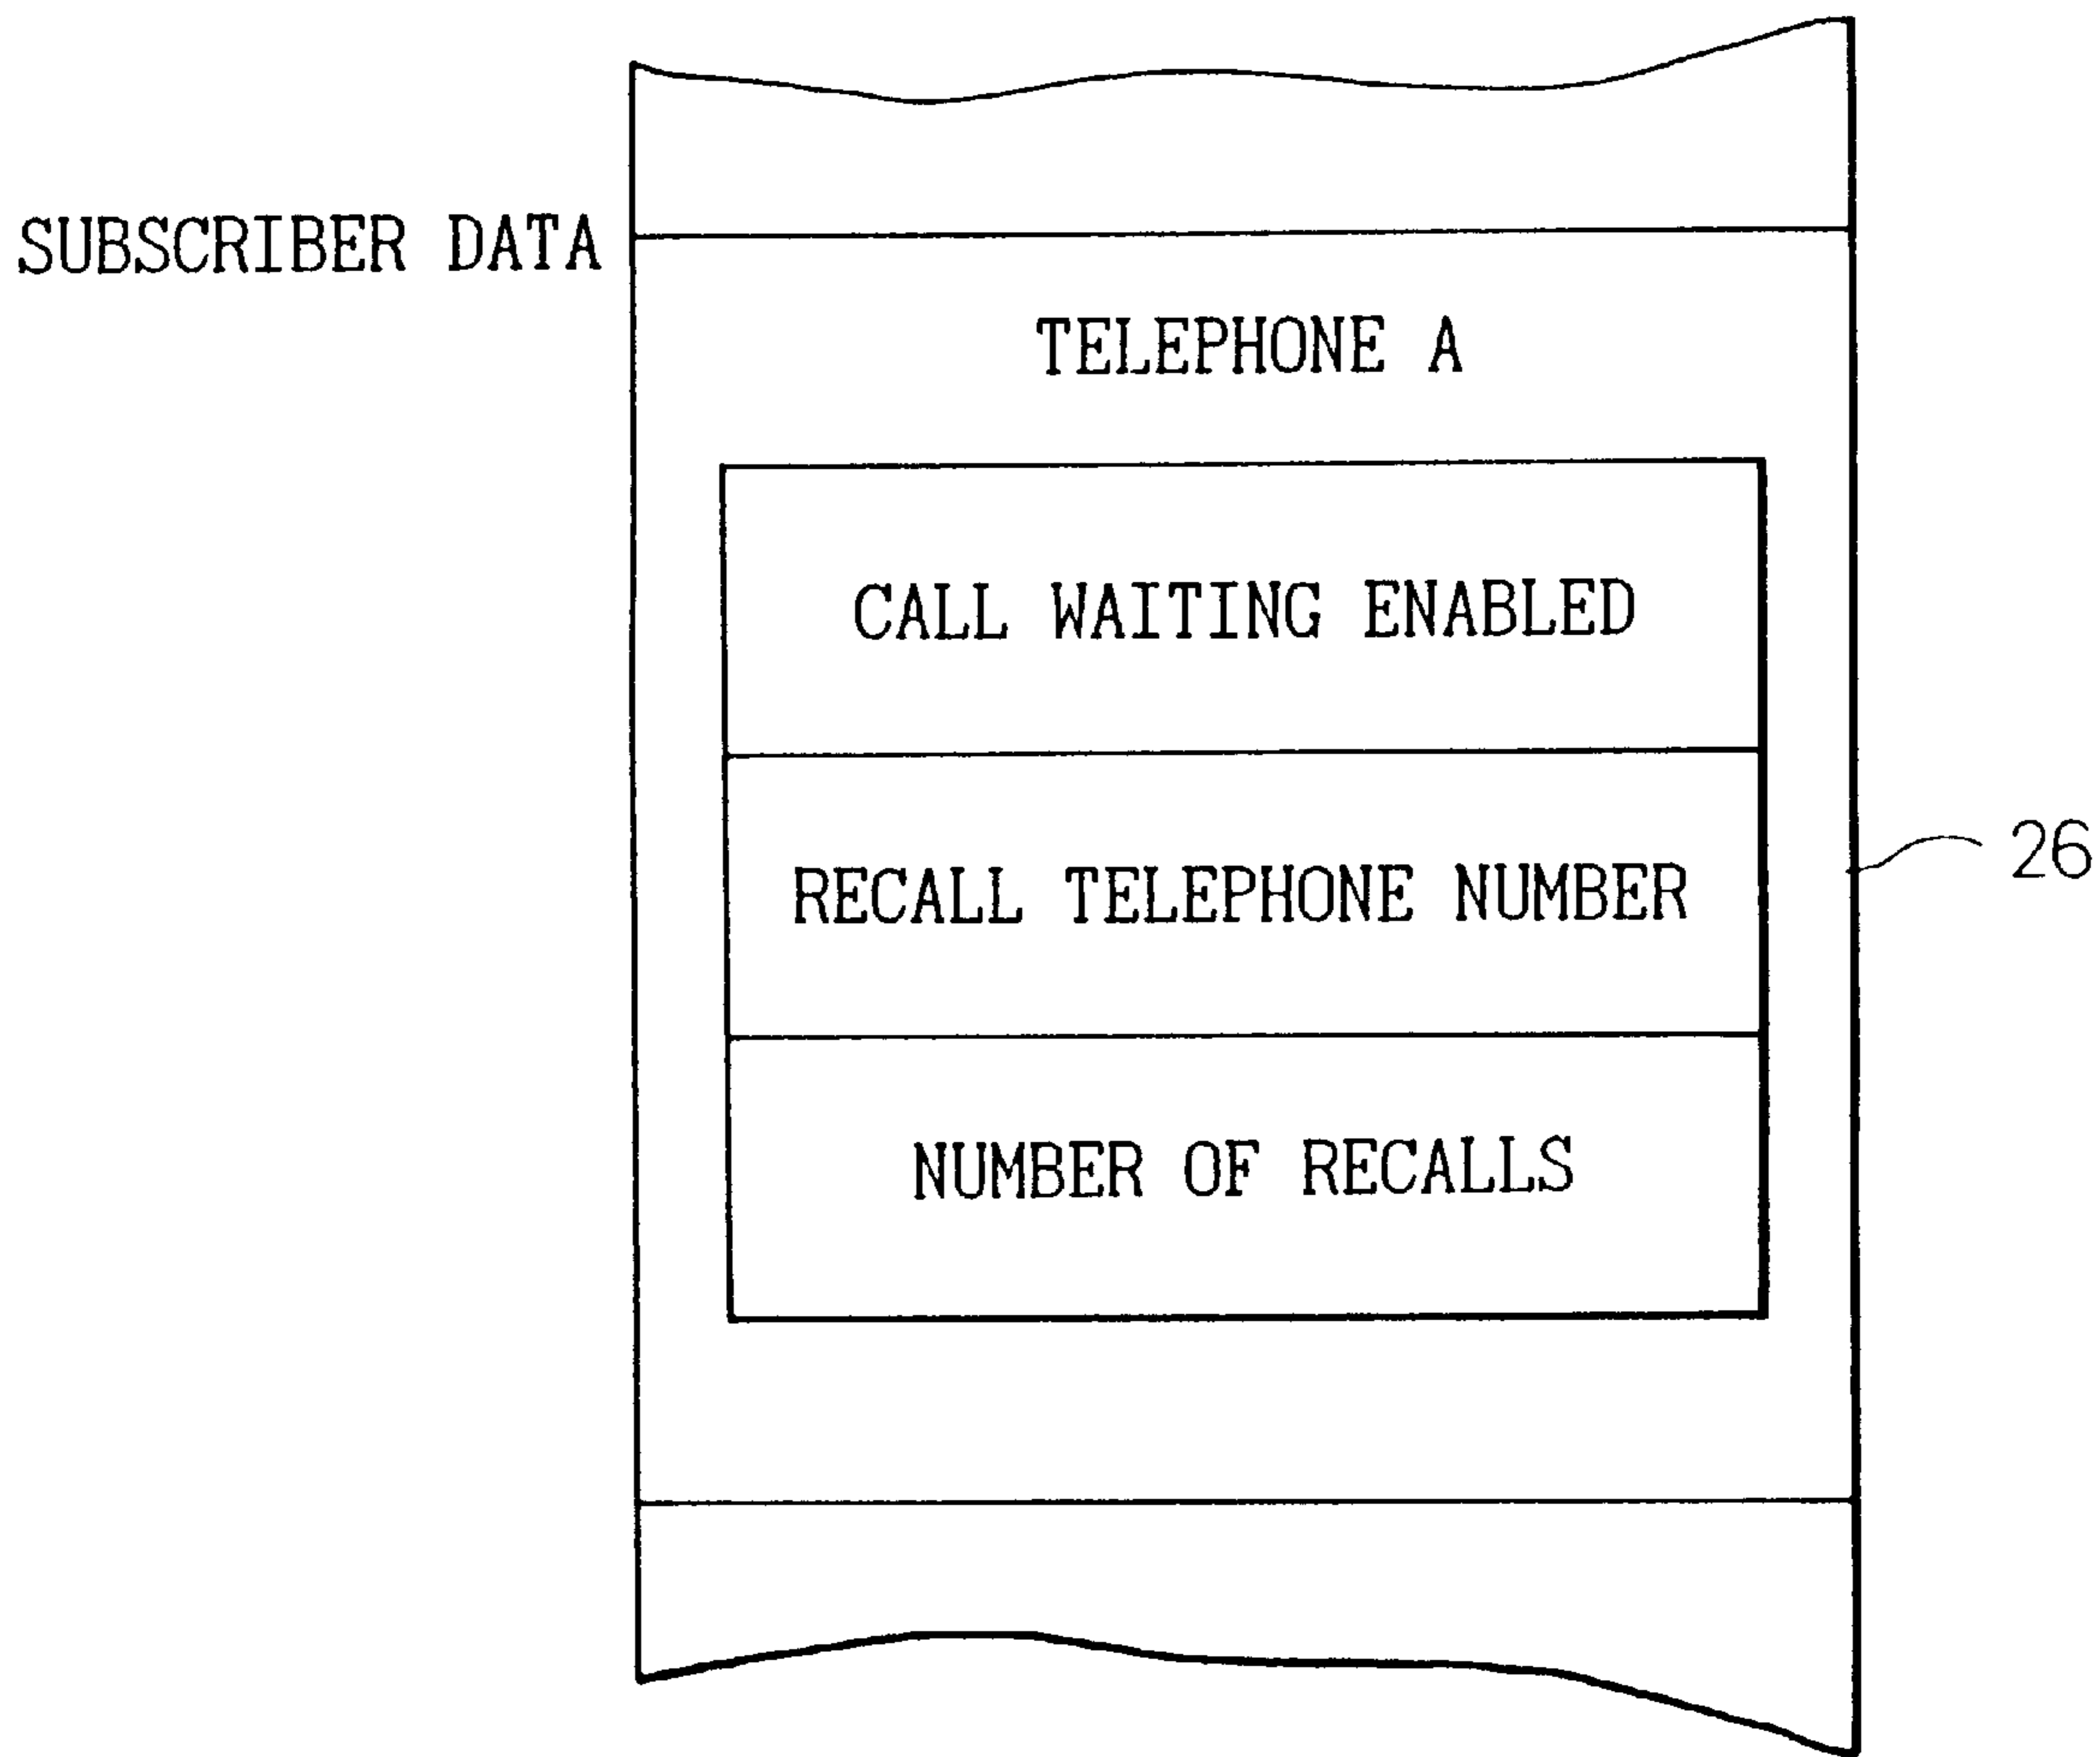 SUBSCRIBER DATA
TELEPHONE A
CALL WAITING ENABLED
RECALL TELEPHONE NUMBER
26
NUMBER OF RECALLS